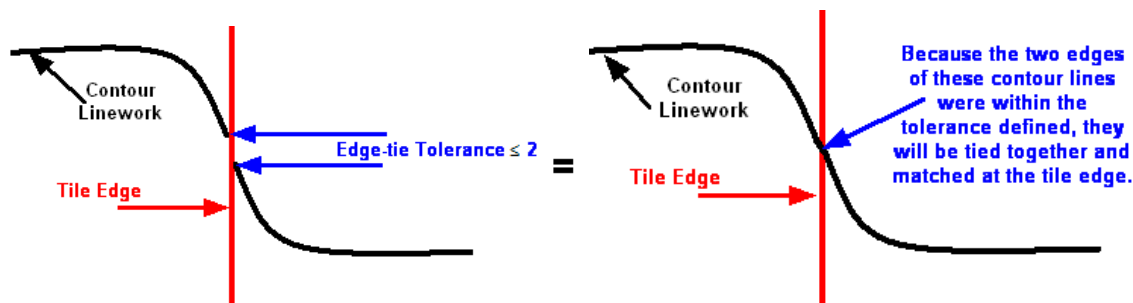 Contour
Linework
Edge-tie Tolerance ≤ 2
Tile Edge
=
Contour
Linework
Tile Edge
Because the two edges
of these contour lines
were within the
tolerance defined, they
will be tied together and
matched at the tile edge.